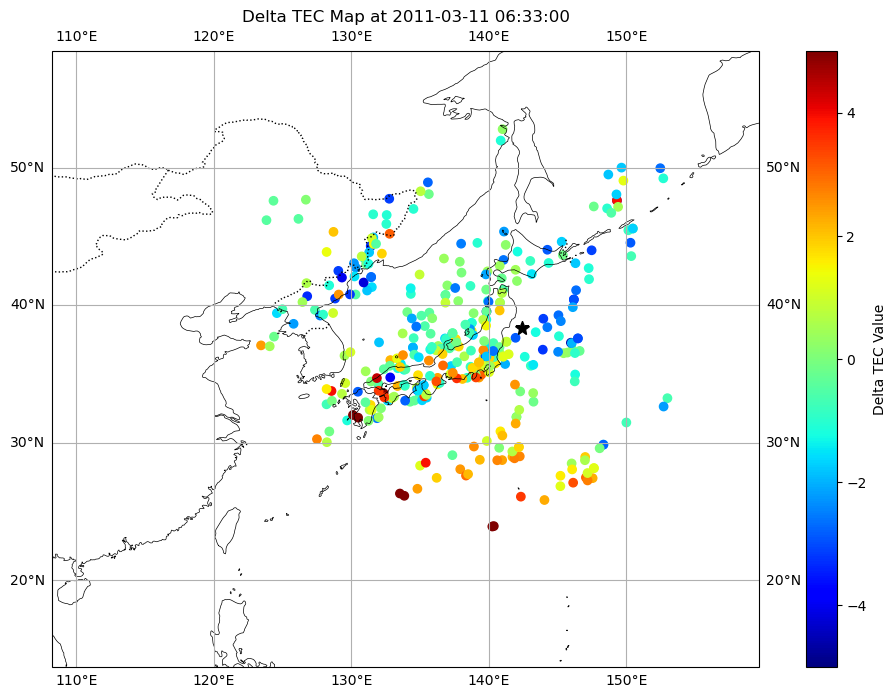 Delta TEC Map at 2011-03-11 06:33:00
110°E 120°E 130°E 140°E 150°E
50°N 50°N
40°N 40°N
30°N 30°N
20°N 20°N
110°E 120°E 130°E 140°E 150°E
4
2
0
−2
−4
Delta TEC Value